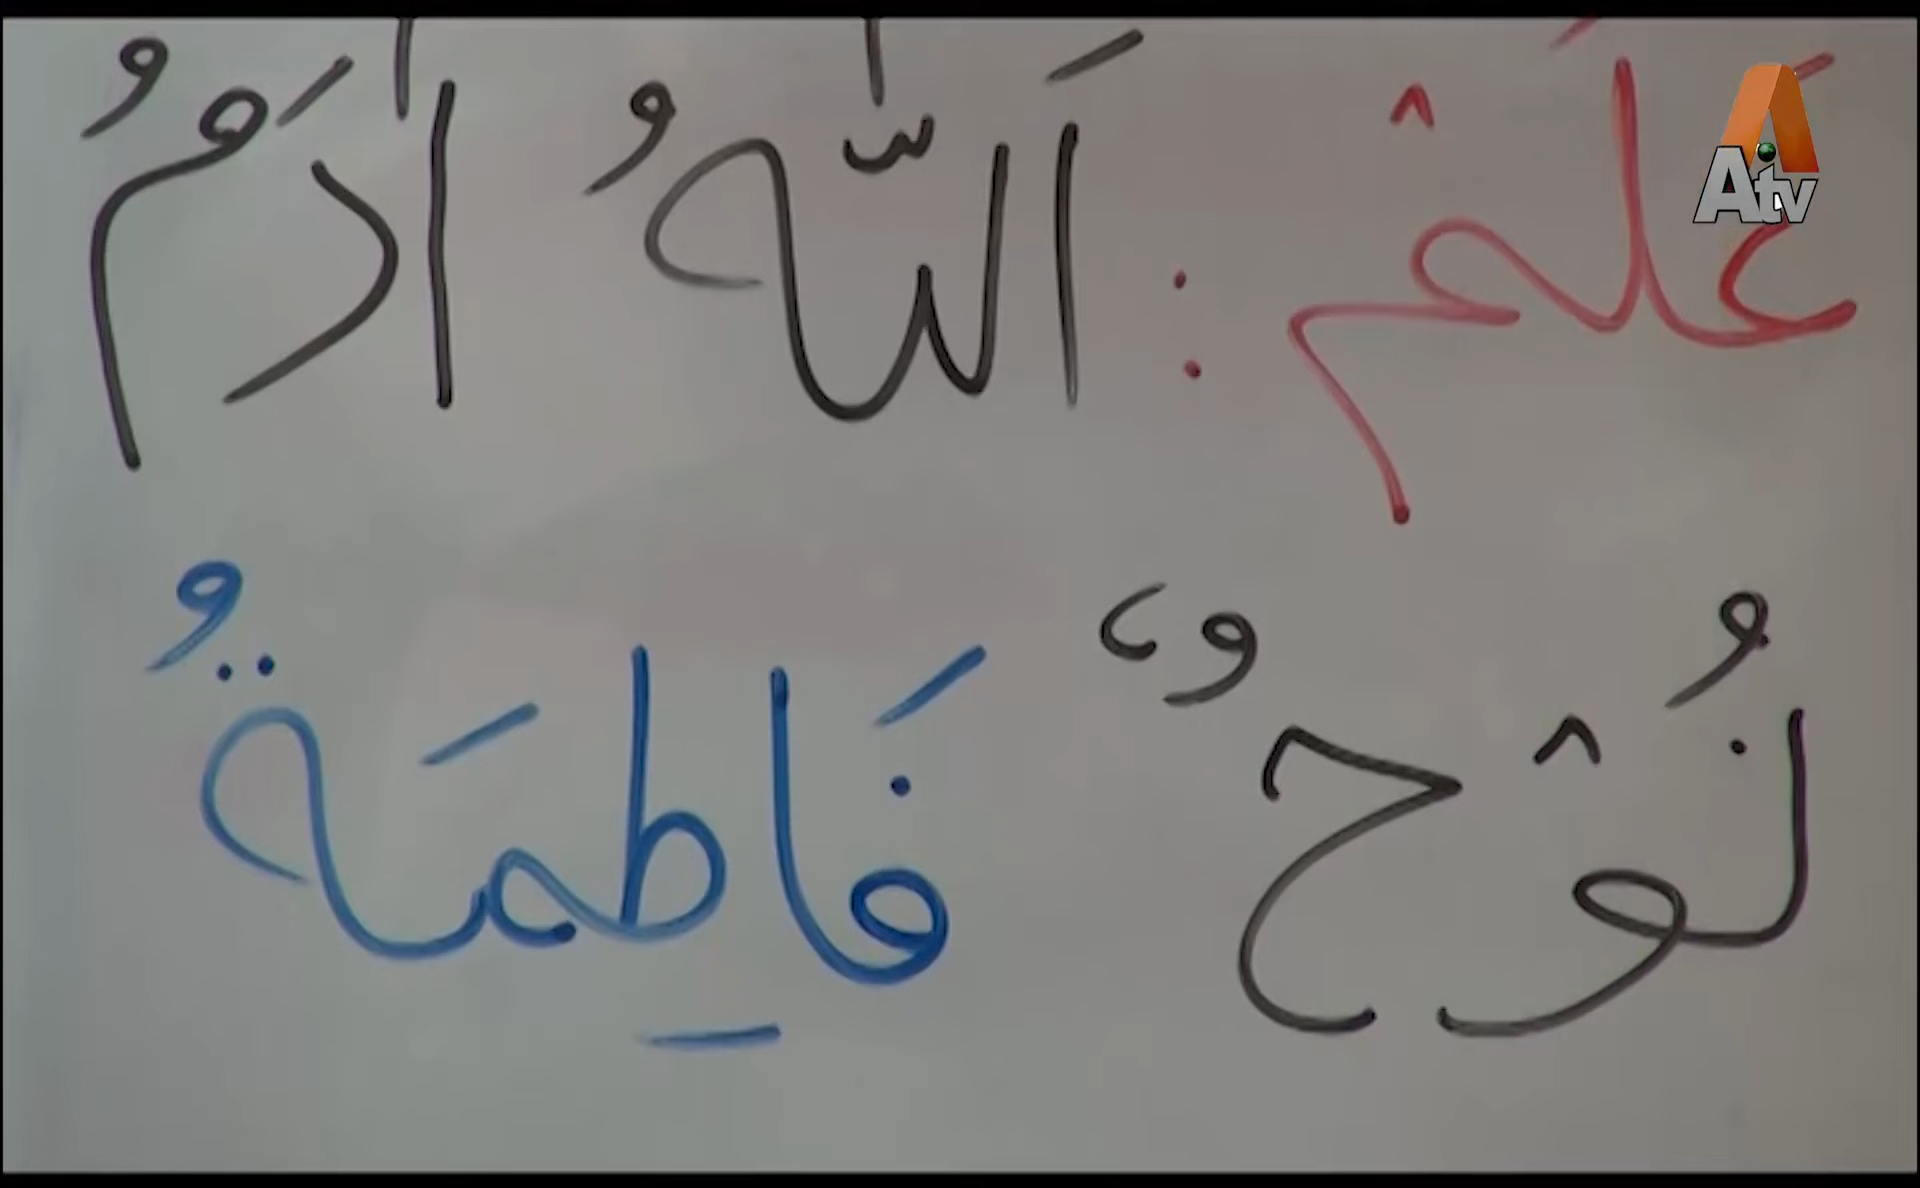 عَلَمْ : اَللّٰهُ اٰدَمُ
نُوْحٌ فَاطِمَةُ
Atv